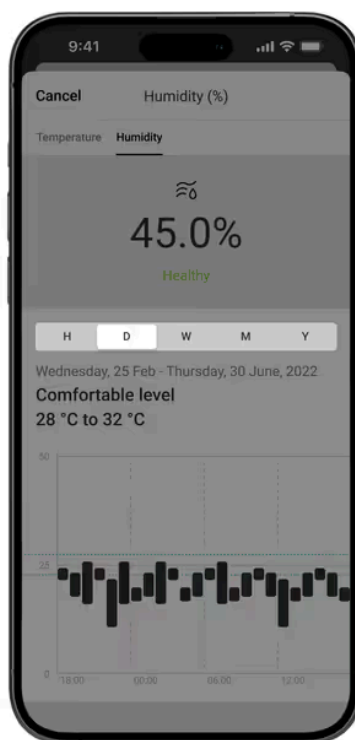 9:41
Cancel Humidity (%)
Temperature Humidity
45.0%
Healthy
H D W M Y
Wednesday, 25 Feb - Thursday, 30 June, 2022
Comfortable level
28 °C to 32 °C
50
25
0
18:00 00:00 06:00 12:00